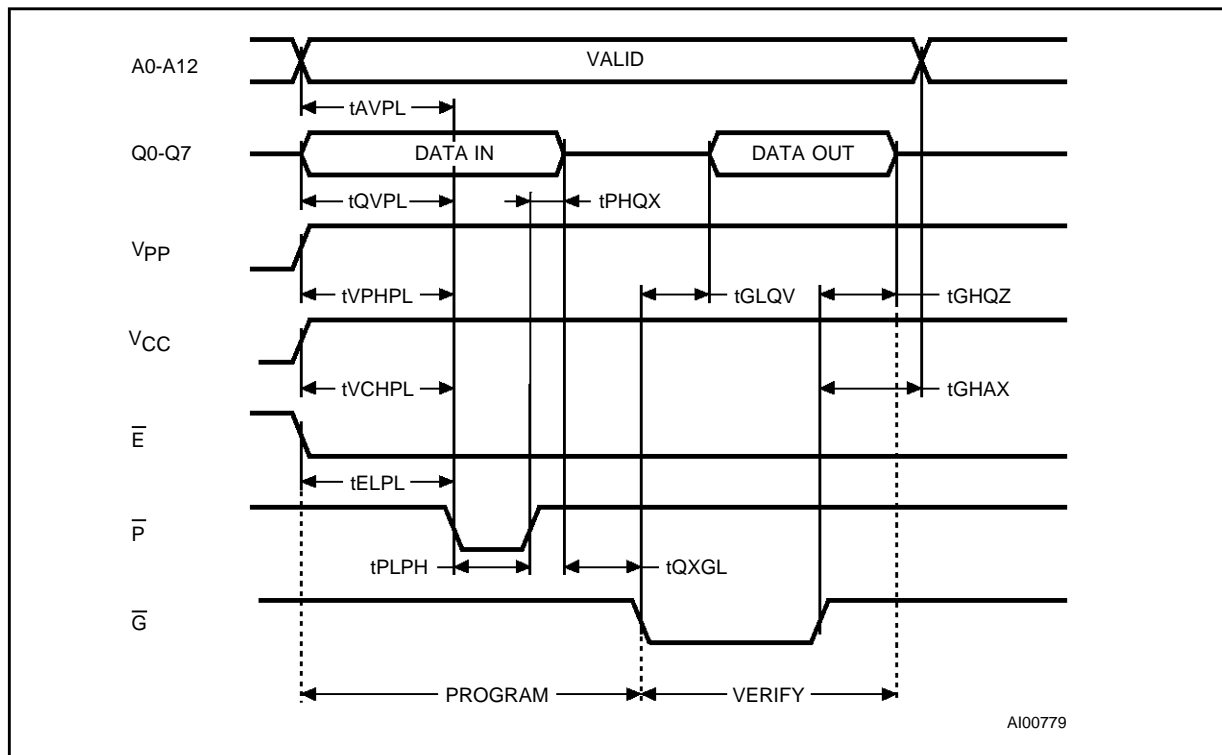 A0-A12
VALID
tAVPL
Q0-Q7
DATA IN
DATA OUT
tQVPL
tPHQX
VPP
tVPHPL
tGLQV
tGHQZ
VCC
tVCHPL
tGHAX
E̅
tELPL
P̅
tPLPH
tQXGL
G̅
PROGRAM
VERIFY
AI00779